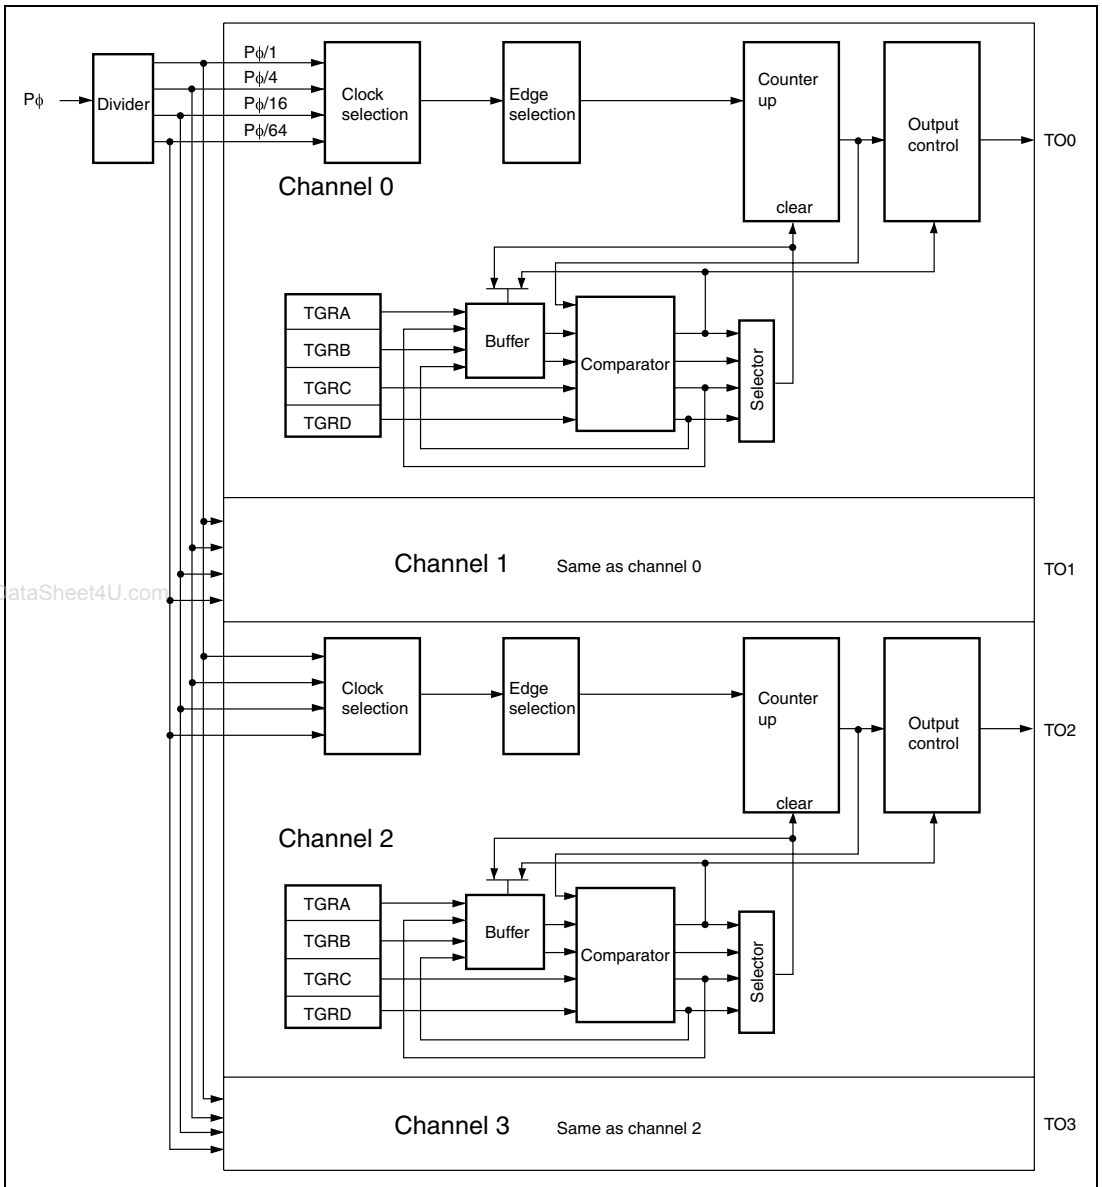 Pϕ
Divider
Pϕ/1
Pϕ/4
Pϕ/16
Pϕ/64
Clock
selection
Edge
selection
Counter
up
clear
Output
control
TO0
Channel 0
TGRA
TGRB
TGRC
TGRD
Buffer
Comparator
Selector
Channel 1
Same as channel 0
TO1
DataSheet4U.com
Clock
selection
Edge
selection
Counter
up
clear
Output
control
TO2
Channel 2
TGRA
TGRB
TGRC
TGRD
Buffer
Comparator
Selector
Channel 3
Same as channel 2
TO3